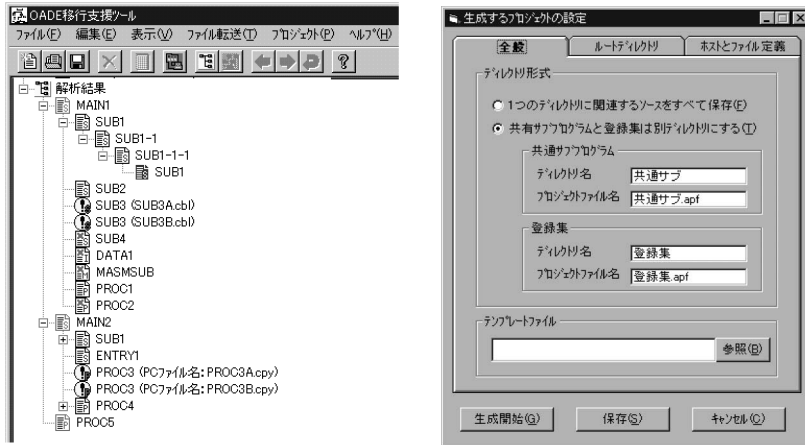 OADE移行支援ツール
ファイル(F) 編集(E) 表示(V) ファイル転送(T) プロジェクト(P) ヘルプ(H)
解析結果
MAIN1
SUB1
SUB1-1
SUB1-1-1
SUB1
SUB2
SUB3 (SUB3A.cbl)
SUB3 (SUB3B.cbl)
SUB4
DATA1
MASMSUB
PROC1
PROC2
MAIN2
SUB1
ENTRY1
PROC3 (PCファイル名:PROC3A.cpy)
PROC3 (PCファイル名:PROC3B.cpy)
PROC4
PROC5
生成するプロジェクトの設定
全般 ルートディレクトリ ホストとファイル定義
ディレクトリ形式
1つのディレクトリに関連するソースをすべて保存(F)
共有サブプログラムと登録集は別ディレクトリにする(T)
共通サブプログラム
ディレクトリ名 共通サブ
プロジェクトファイル名 共通サブ.apf
登録集
ディレクトリ名 登録集
プロジェクトファイル名 登録集.apf
テンプレートファイル
参照(B)
生成開始(G) 保存(S) キャンセル(C)